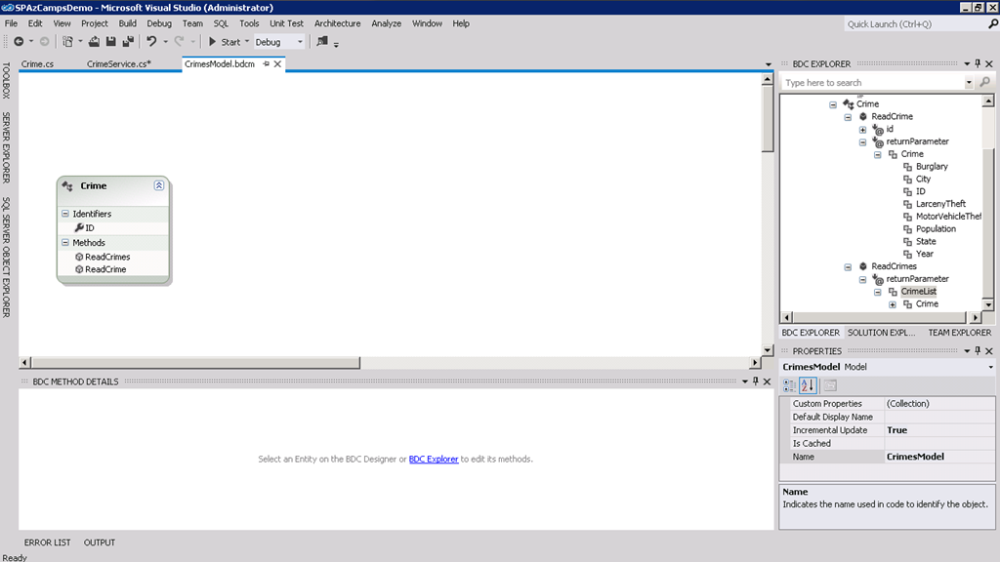 SPAzCampsDemo - Microsoft Visual Studio (Administrator)
File Edit View Project Build Debug Team SQL Tools Unit Test Architecture Analyze Window Help
Quick Launch (Ctrl+Q)
Start Debug
Crime.cs CrimeService.cs* CrimesModel.bdcm
TOOLBOX
SERVER EXPLORER
SQL SERVER OBJECT EXPLORER
Crime
Identifiers
ID
Methods
ReadCrimes
ReadCrime
BDC METHOD DETAILS
Select an Entity on the BDC Designer or BDC Explorer to edit its methods.
ERROR LIST OUTPUT
Ready
BDC EXPLORER
Type here to search
Crime
ReadCrime
id
returnParameter
Crime
Burglary
City
ID
LarcenyTheft
MotorVehicleThef
Population
State
Year
ReadCrimes
returnParameter
CrimeList
Crime
BDC EXPLORER SOLUTION EXPL... TEAM EXPLORER
PROPERTIES
CrimesModel Model
Custom Properties (Collection)
Default Display Name
Incremental Update True
Is Cached
Name CrimesModel
Name
Indicates the name used in code to identify the object.